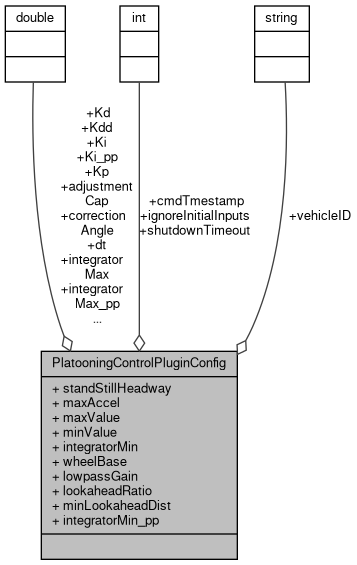 double
int
string
+Kd
+Kdd
+Ki
+Ki_pp
+Kp
+adjustment
Cap
+correction
Angle
+dt
+integrator
Max
+integrator
Max_pp
...
+cmdTmestamp
+ignoreInitialInputs
+shutdownTimeout
+vehicleID
PlatooningControlPluginConfig
+ standStillHeadway
+ maxAccel
+ maxValue
+ minValue
+ integratorMin
+ wheelBase
+ lowpassGain
+ lookaheadRatio
+ minLookaheadDist
+ integratorMin_pp